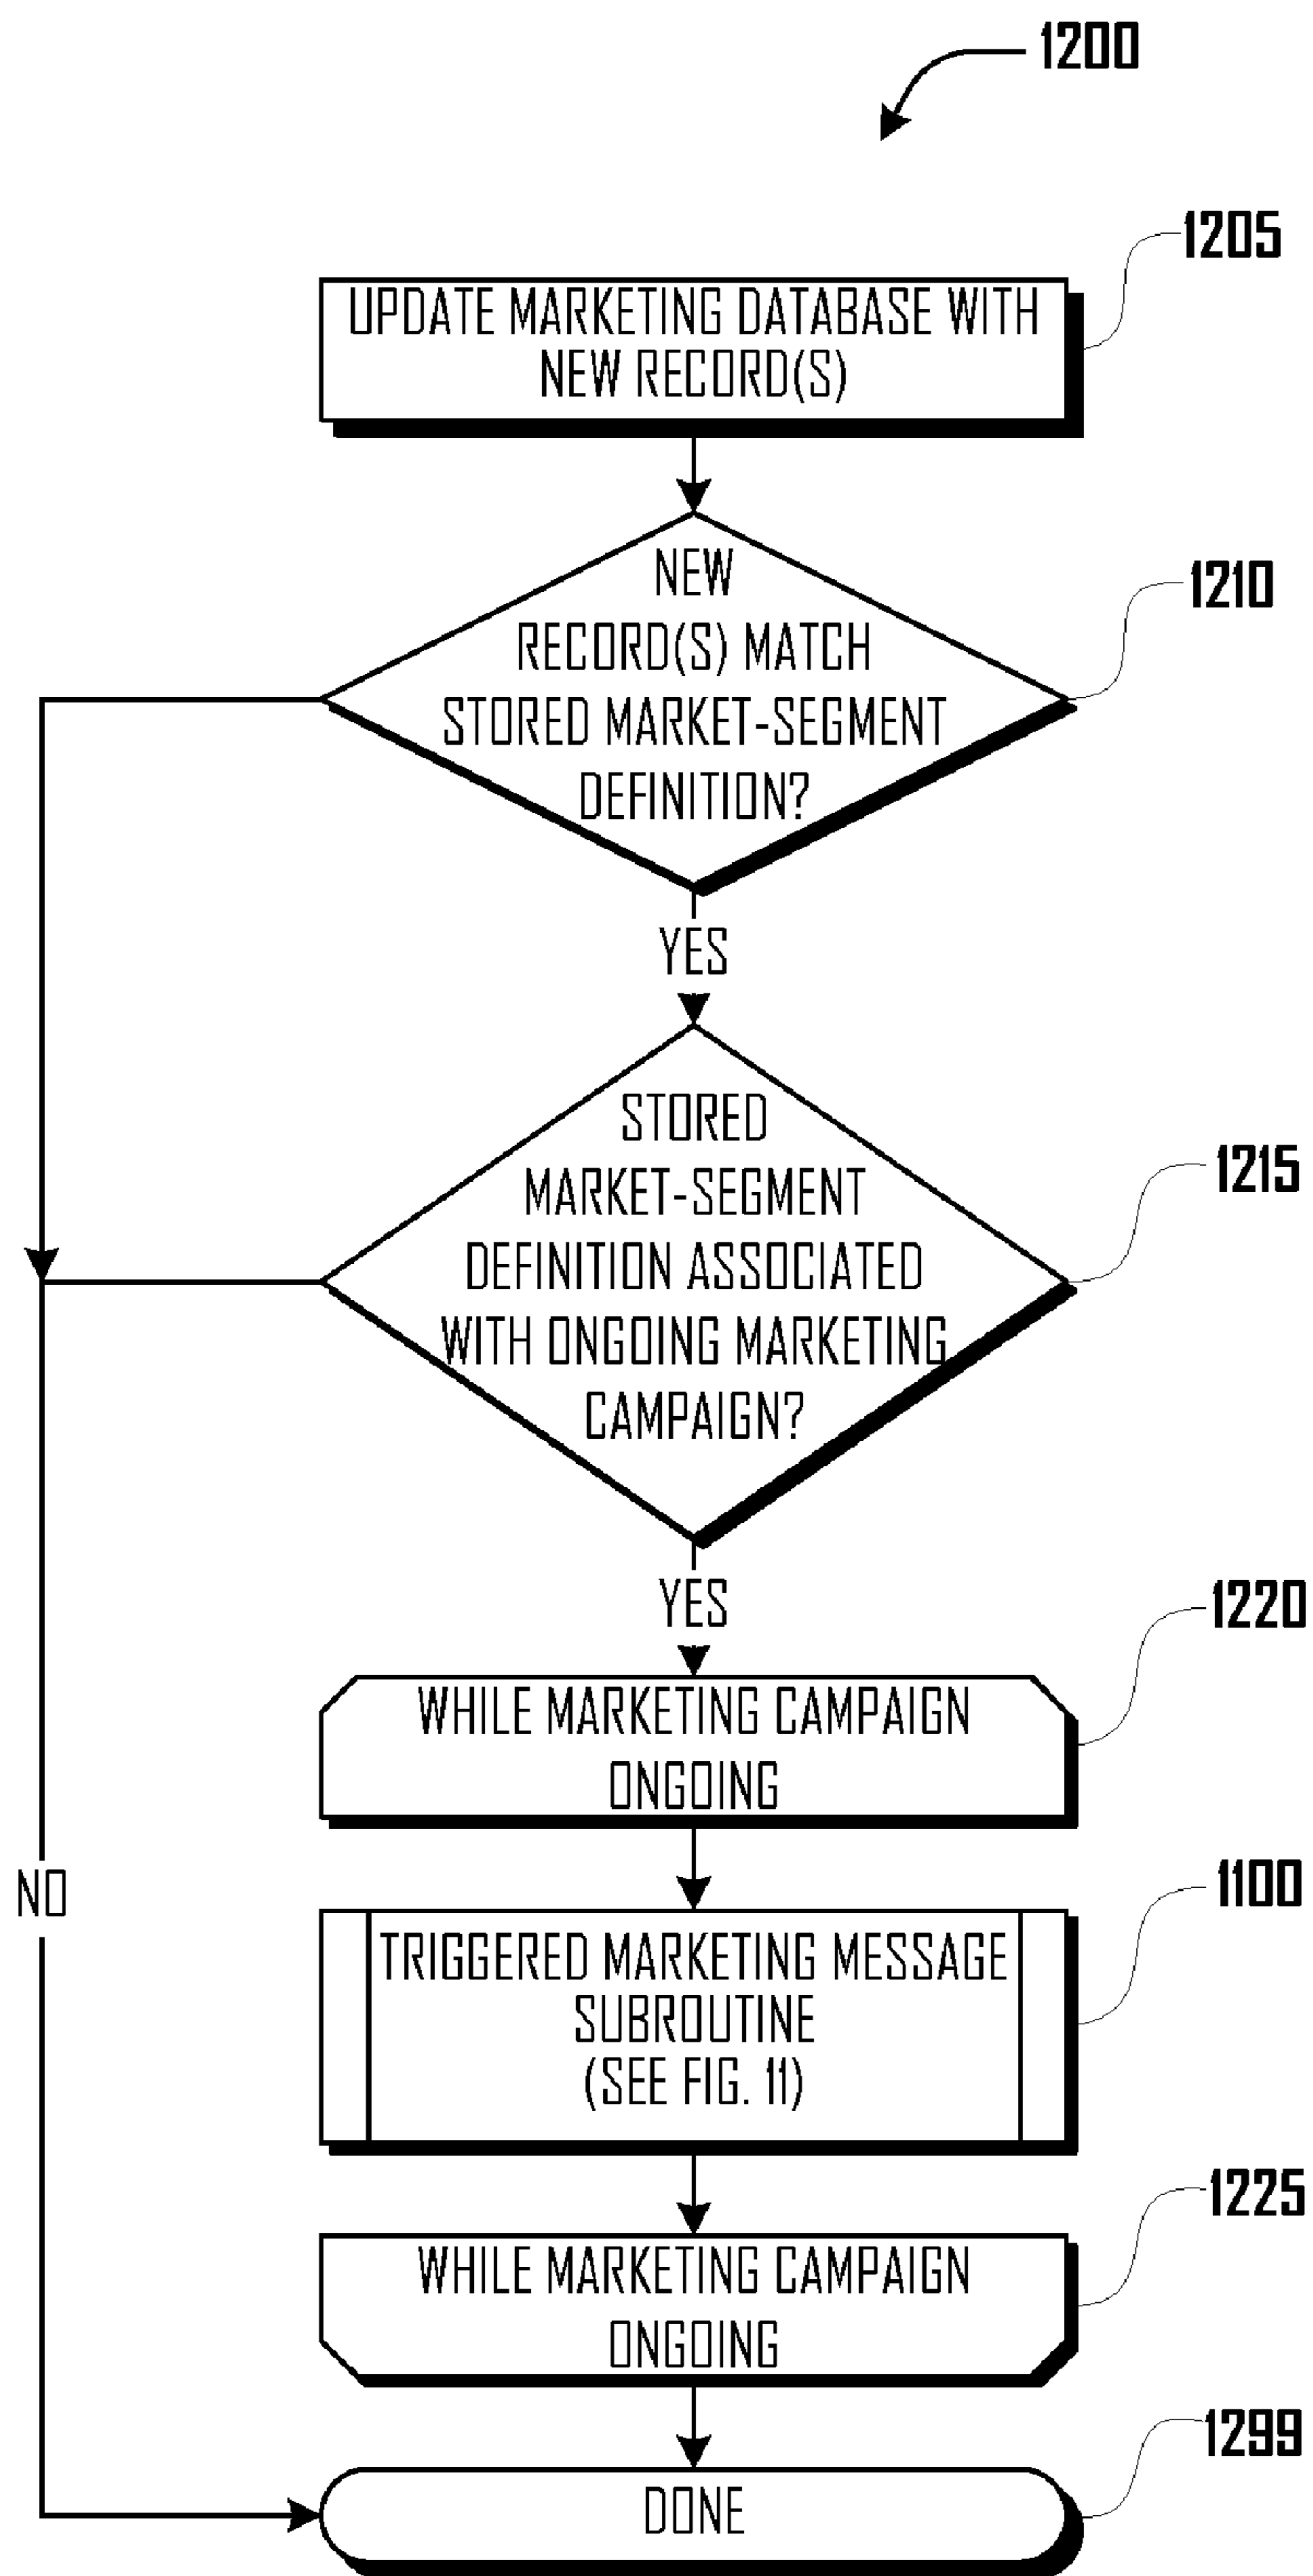 1200
1205
UPDATE MARKETING DATABASE WITH
NEW RECORD(S)
1210
NEW
RECORD(S) MATCH
STORED MARKET-SEGMENT
DEFINITION?
YES
1215
STORED
MARKET-SEGMENT
DEFINITION ASSOCIATED
WITH ONGOING MARKETING
CAMPAIGN?
YES
1220
WHILE MARKETING CAMPAIGN
ONGOING
NO
1100
TRIGGERED MARKETING MESSAGE
SUBROUTINE
(SEE FIG. 11)
1225
WHILE MARKETING CAMPAIGN
ONGOING
1299
DONE